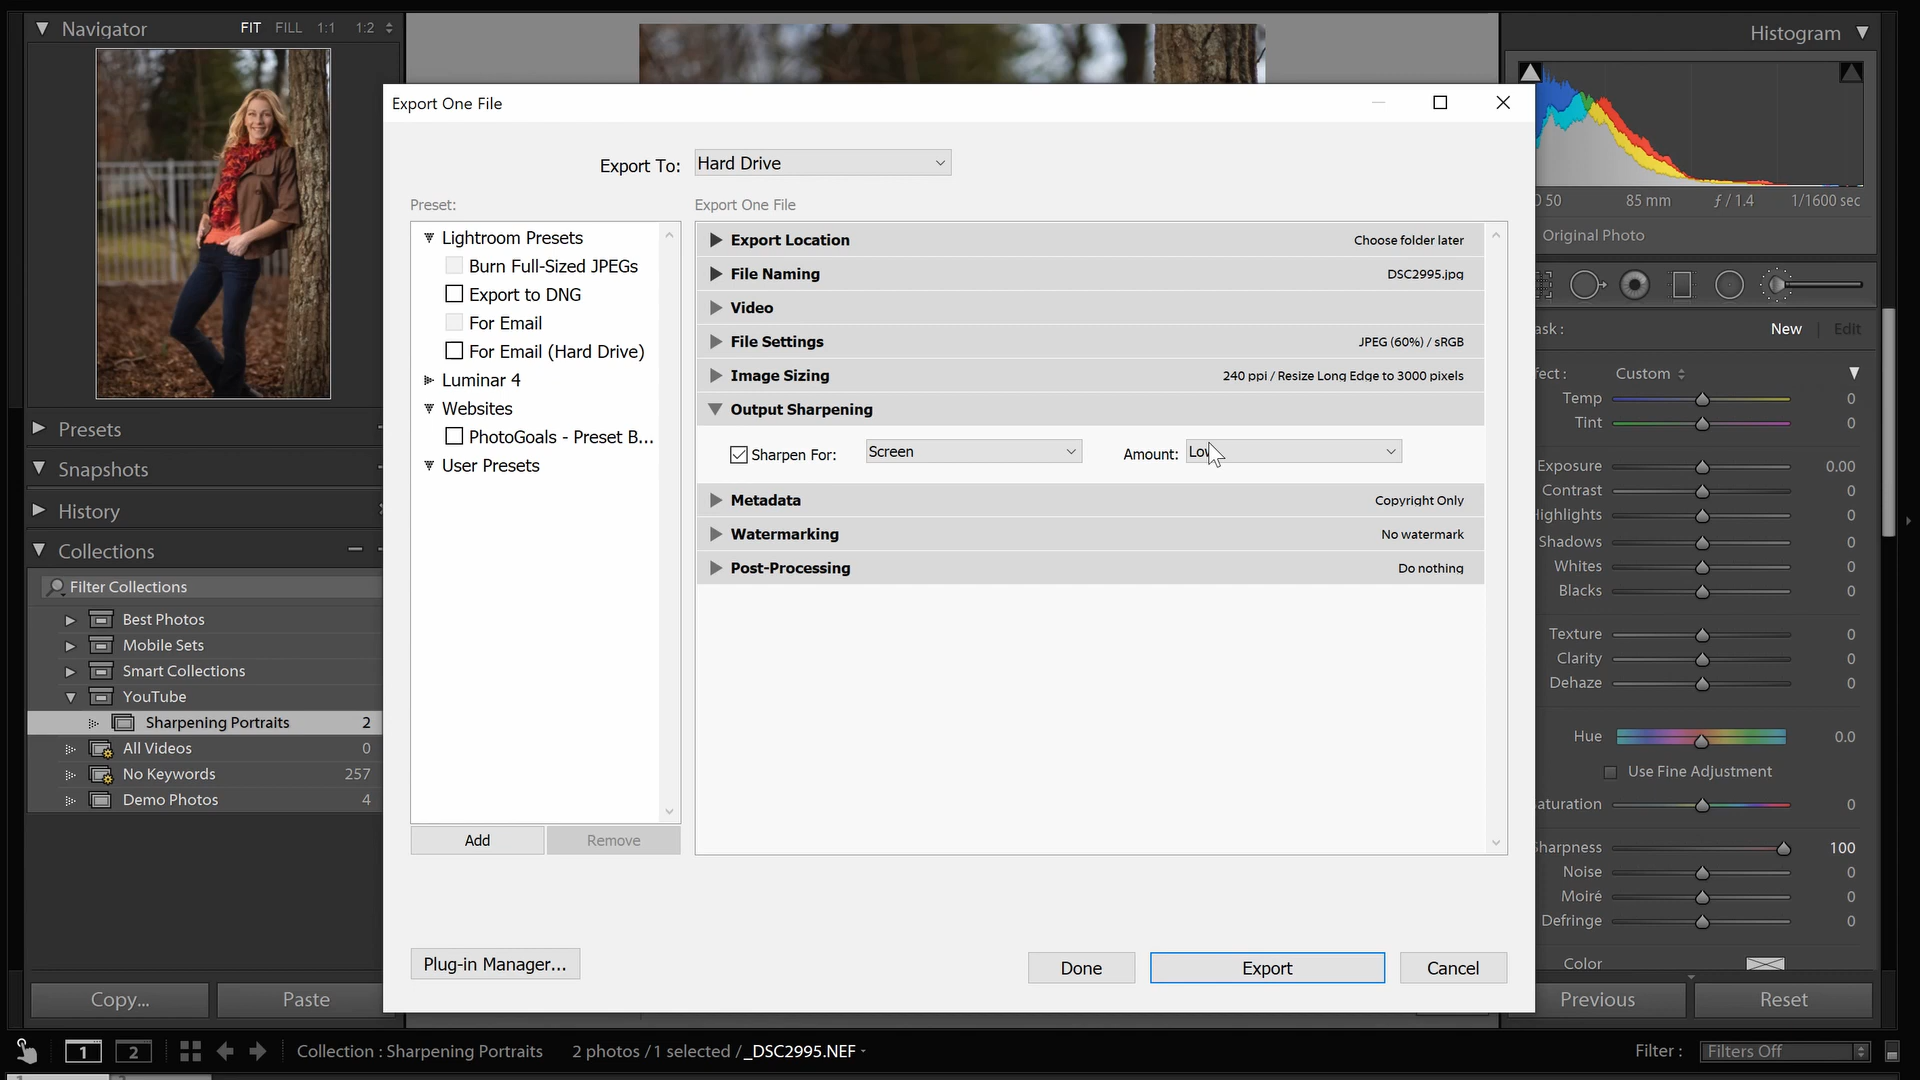 Navigator
FIT FILL 1:1 1:2
Presets
Snapshots
History
Collections
Filter Collections
Best Photos
Mobile Sets
Smart Collections
YouTube
Sharpening Portraits 2
All Videos 0
No Keywords 257
Demo Photos 4
Copy... Paste
Export One File
Export To: Hard Drive
Preset:
Lightroom Presets
Burn Full-Sized JPEGs
Export to DNG
For Email
For Email (Hard Drive)
Luminar 4
Websites
PhotoGoals - Preset B...
User Presets
Add Remove
Plug-in Manager...
Export One File
Export Location Choose folder later
File Naming DSC2995.jpg
Video
File Settings JPEG (60%) / sRGB
Image Sizing 240 ppi / Resize Long Edge to 3000 pixels
Output Sharpening
Sharpen For: Screen Amount: Low
Metadata Copyright Only
Watermarking No watermark
Post-Processing Do nothing
Done Export Cancel
Histogram
50 85 mm ƒ / 1.4 1/1600 sec
Original Photo
ask : New Edit
fect : Custom
Temp 0
Tint 0
Exposure 0.00
Contrast 0
Highlights 0
Shadows 0
Whites 0
Blacks 0
Texture 0
Clarity 0
Dehaze 0
Hue 0.0
Use Fine Adjustment
aturation 0
Sharpness 100
Noise 0
Moiré 0
Defringe 0
Color
Previous Reset
1 2 Collection : Sharpening Portraits 2 photos / 1 selected / _DSC2995.NEF
Filter : Filters Off